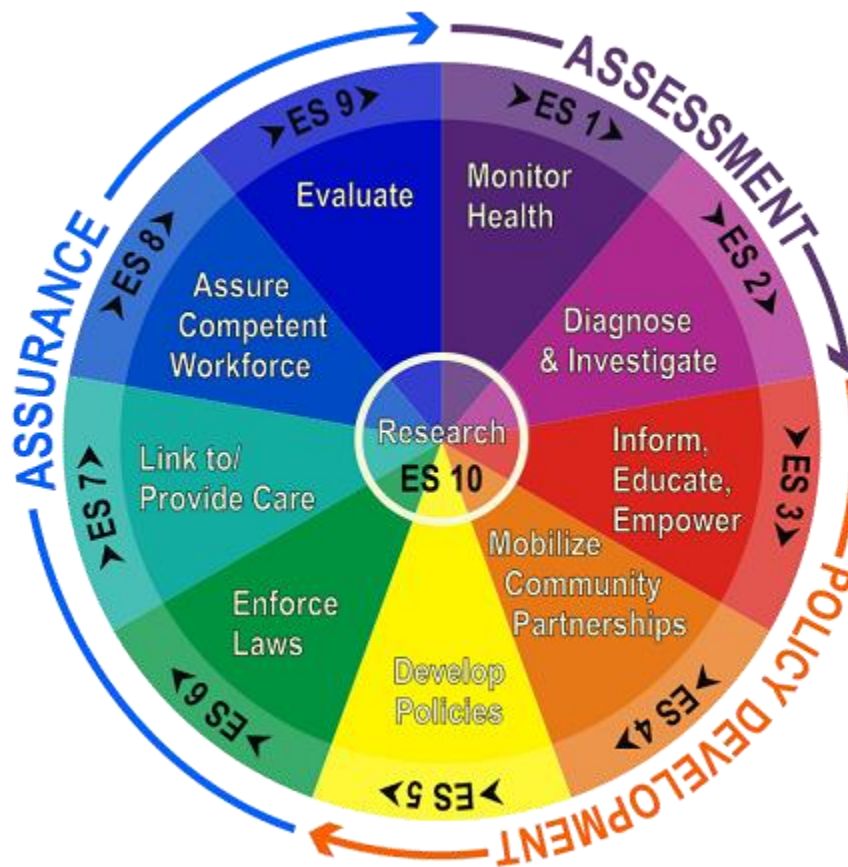 ASSESSMENT
POLICY DEVELOPMENT
ASSURANCE
ES 1
Monitor
Health
ES 2
Diagnose
& Investigate
ES 3
Inform,
Educate,
Empower
ES 4
Mobilize
Community
Partnerships
ES 5
Develop
Policies
ES 6
Enforce
Laws
ES 7
Link to/
Provide Care
ES 8
Assure
Competent
Workforce
ES 9
Evaluate
Research
ES 10